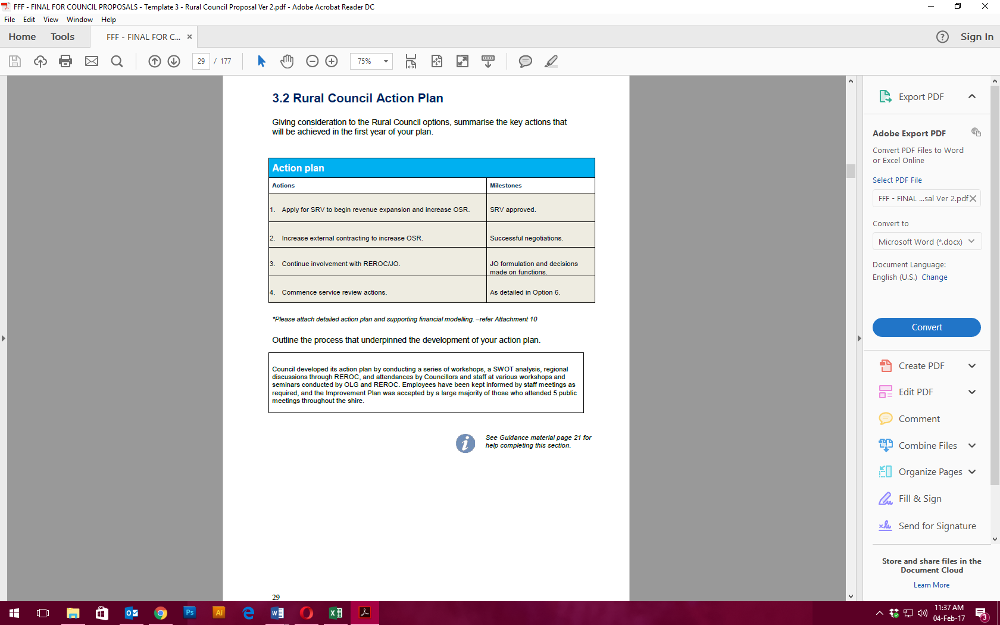 FFF - FINAL FOR COUNCIL PROPOSALS - Template 3 - Rural Council Proposal Ver 2.pdf - Adobe Acrobat Reader DC
File Edit View Window Help
Home Tools FFF - FINAL FOR C... × ? Sign In
29 / 177 75%
3.2 Rural Council Action Plan
Giving consideration to the Rural Council options, summarise the key actions that
will be achieved in the first year of your plan.
Action plan
Actions Milestones
1. Apply for SRV to begin revenue expansion and increase OSR. SRV approved.
2. Increase external contracting to increase OSR. Successful negotiations.
3. Continue involvement with REROC/JO. JO formulation and decisions
made on functions.
4. Commence service review actions. As detailed in Option 6.
*Please attach detailed action plan and supporting financial modelling. –refer Attachment 10
Outline the process that underpinned the development of your action plan.
Council developed its action plan by conducting a series of workshops, a SWOT analysis, regional
discussions through REROC, and attendances by Councillors and staff at various workshops and
seminars conducted by OLG and REROC. Employees have been kept informed by staff meetings as
required, and the Improvement Plan was accepted by a large majority of those who attended 5 public
meetings throughout the shire.
i
See Guidance material page 21 for
help completing this section.
29
Export PDF
Adobe Export PDF
Convert PDF Files to Word
or Excel Online
Select PDF File
FFF - FINAL ...sal Ver 2.pdf
Convert to
Microsoft Word (*.docx)
Document Language:
English (U.S.) Change
Convert
Create PDF
Edit PDF
Comment
Combine Files
Organize Pages
Fill & Sign
Send for Signature
Store and share files in the
Document Cloud
Learn More
Ps Ai
11:37 AM
04-Feb-17
3